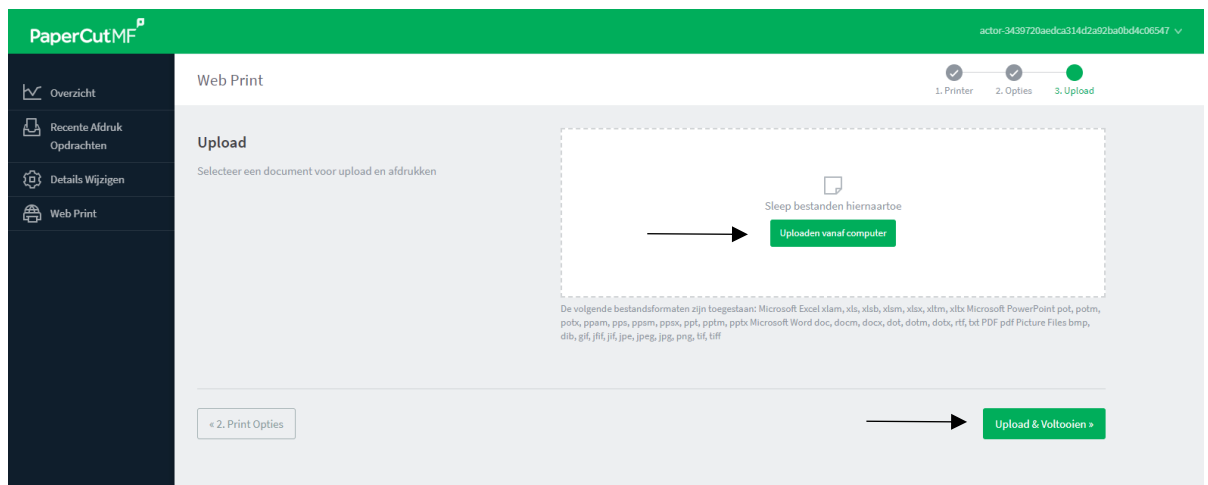 PaperCutMF
actor-3439720aedca314d2a92ba0bd4c06547
Overzicht
Recente Afdruk
Opdrachten
Details Wijzigen
Web Print
Web Print
1. Printer
2. Opties
3. Upload
Upload
Selecteer een document voor upload en afdrukken
Sleep bestanden hiernaartoe
Uploaden vanaf computer
De volgende bestandsformaten zijn toegestaan: Microsoft Excel xlam, xls, xlsb, xlsm, xlsx, xltm, xltx Microsoft PowerPoint pot, potm,
potx, ppam, pps, ppsm, ppsx, ppt, pptm, pptx Microsoft Word doc, docm, docx, dot, dotm, dotx, rtf, txt PDF pdf Picture Files bmp,
dib, gif, jfif, jif, jpe, jpeg, jpg, png, tif, tiff
« 2. Print Opties
Upload & Voltooien »